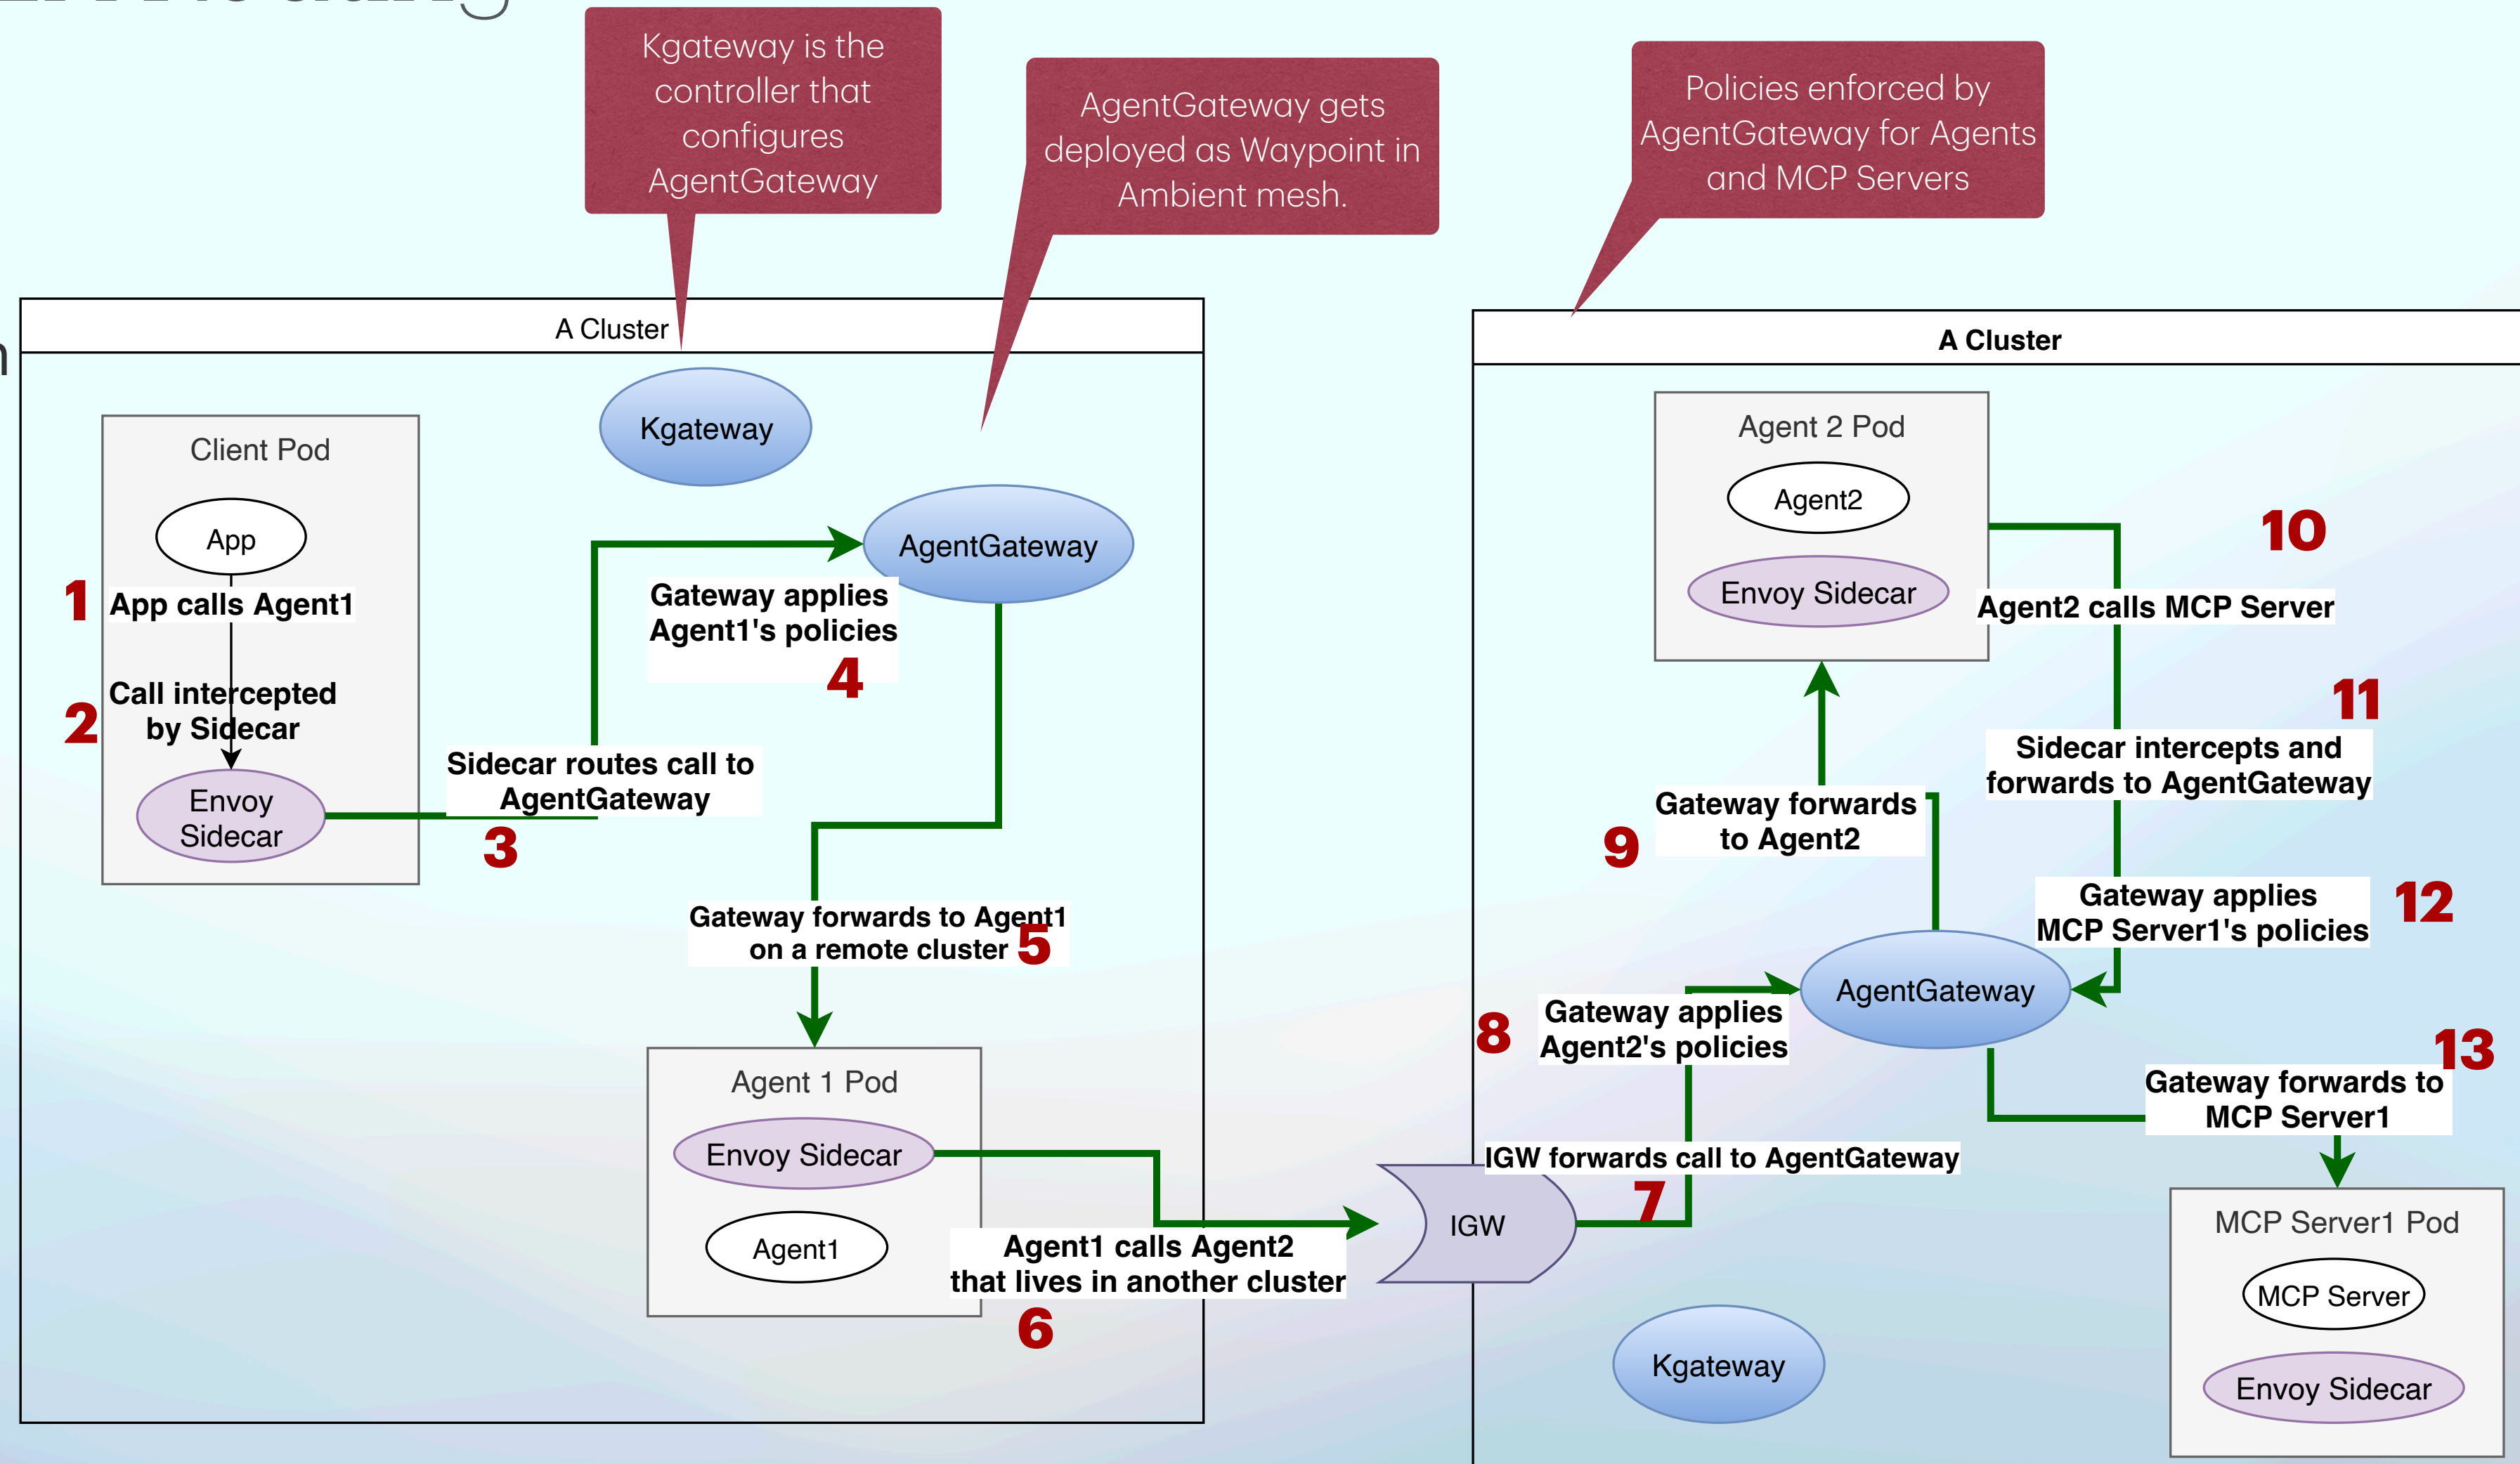 Kgateway is the
controller that
configures
AgentGateway
AgentGateway gets
deployed as Waypoint in
Ambient mesh.
Policies enforced by
AgentGateway for Agents
and MCP Servers
A Cluster
Kgateway
Client Pod
App
1
App calls Agent1
2
Call intercepted
by Sidecar
Envoy
Sidecar
Sidecar routes call to
AgentGateway
3
AgentGateway
Gateway applies
Agent1's policies
4
Gateway forwards to Agent1
on a remote cluster
5
Agent 1 Pod
Envoy Sidecar
Agent1
Agent1 calls Agent2
that lives in another cluster
6
A Cluster
IGW
IGW forwards call to AgentGateway
7
8
Gateway applies
Agent2's policies
AgentGateway
9
Gateway forwards
to Agent2
Agent 2 Pod
Agent2
Envoy Sidecar
10
Agent2 calls MCP Server
11
Sidecar intercepts and
forwards to AgentGateway
12
Gateway applies
MCP Server1's policies
13
Gateway forwards to
MCP Server1
MCP Server1 Pod
MCP Server
Envoy Sidecar
Kgateway